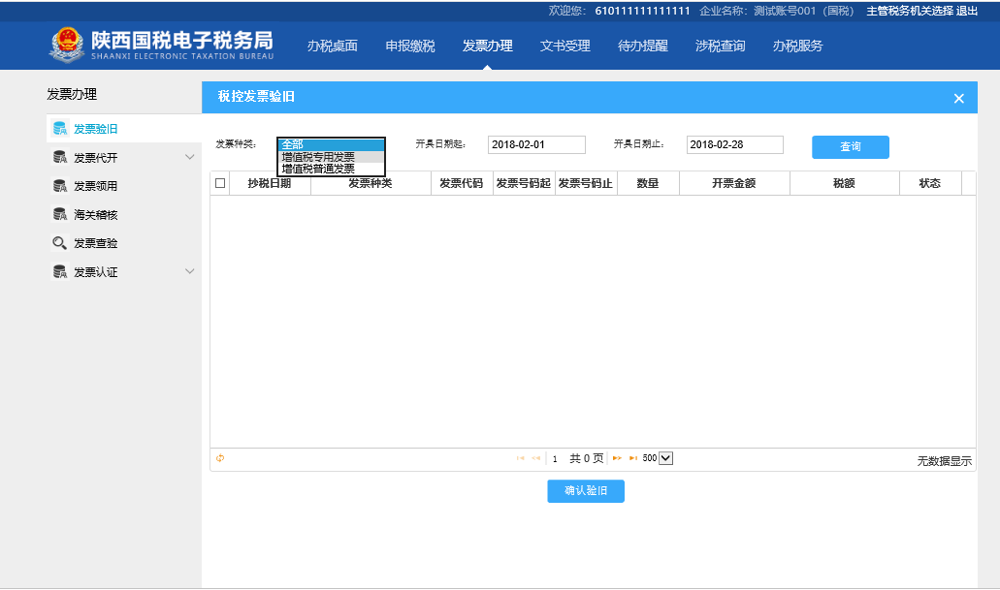 欢迎您: 610111111111111 企业名称: 测试账号001 (国税) 主管税务机关选择 退出
陕西国税电子税务局
SHAANXI ELECTRONIC TAXATION BUREAU
办税桌面 申报缴税 发票办理 文书受理 待办提醒 涉税查询 办税服务
发票办理
发票验旧
发票代开
发票领用
海关稽核
发票查验
发票认证
税控发票验旧
发票种类: 全部 开具日期起: 2018-02-01 开具日期止: 2018-02-28 查询
增值税专用发票
增值税普通发票
抄税日期 发票种类 发票代码 发票号码起 发票号码止 数量 开票金额 税额 状态
1 共 0 页 500 无数据显示
确认验旧